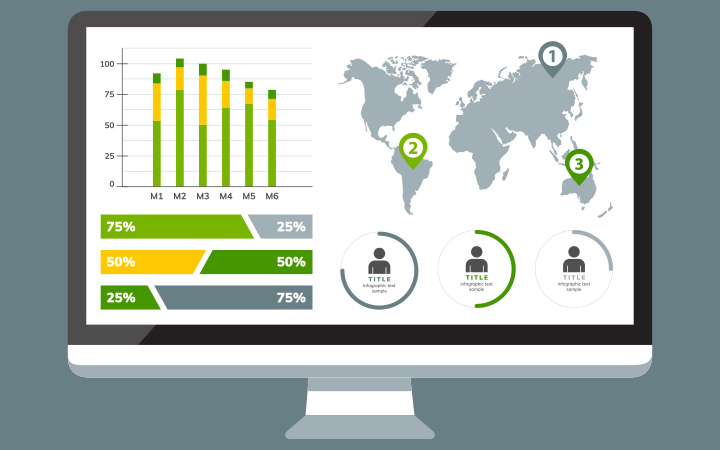 100
75
50
25
0
M1 M2 M3 M4 M5 M6
75% 25%
50% 50%
25% 75%
1
2
3
TITLE
infographic text
sample
TITLE
infographic text
sample
TITLE
infographic text
sample